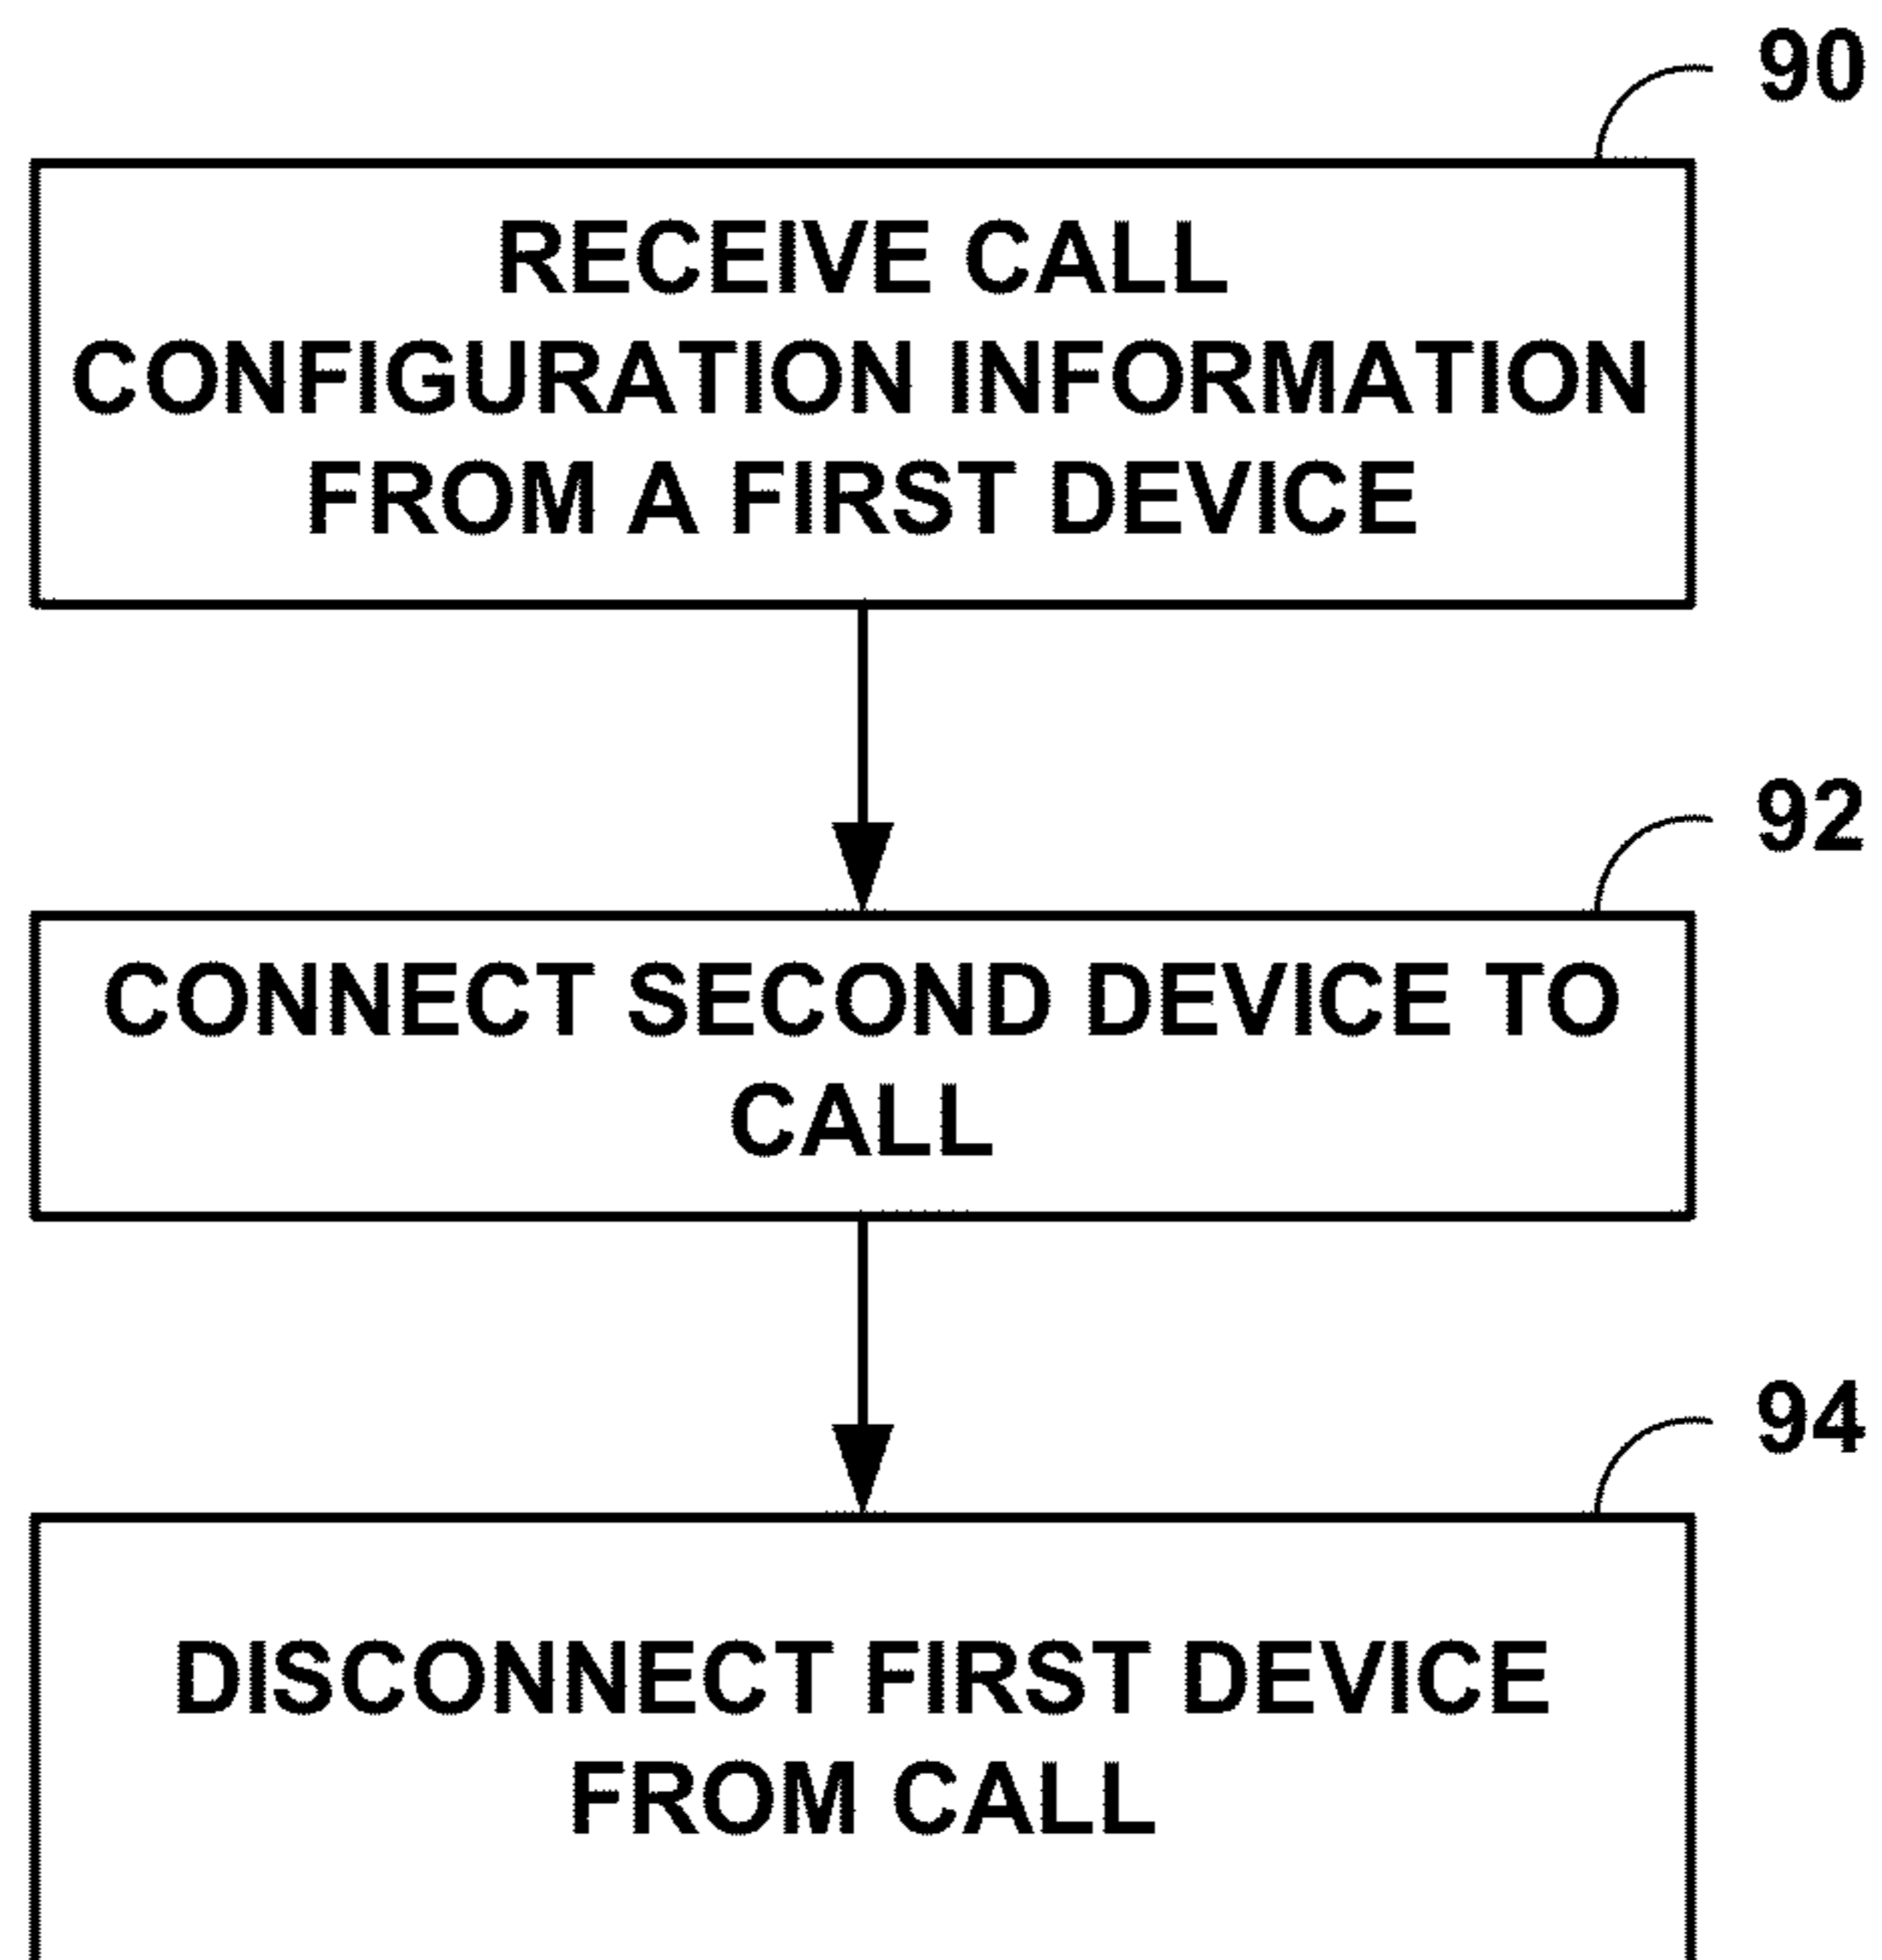 90
RECEIVE CALL
CONFIGURATION INFORMATION
FROM A FIRST DEVICE
92
CONNECT SECOND DEVICE TO
CALL
94
DISCONNECT FIRST DEVICE
FROM CALL